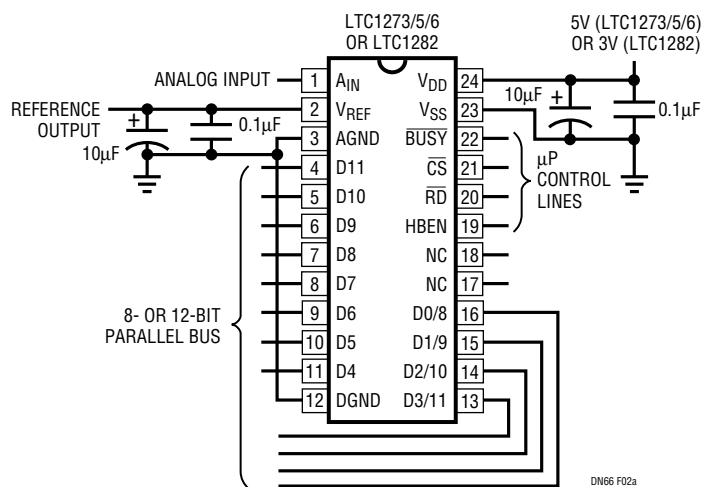 LTC1273/5/6
OR LTC1282
5V (LTC1273/5/6)
OR 3V (LTC1282)
ANALOG INPUT
REFERENCE
OUTPUT
+
10µF
0.1µF
10µF
+
0.1µF
1 AIN
2 VREF
3 AGND
4 D11
5 D10
6 D9
7 D8
8 D7
9 D6
10 D5
11 D4
12 DGND
VDD 24
VSS 23
BUSY 22
CS 21
RD 20
HBEN 19
NC 18
NC 17
D0/8 16
D1/9 15
D2/10 14
D3/11 13
µP
CONTROL
LINES
8- OR 12-BIT
PARALLEL BUS
DN66 F02a